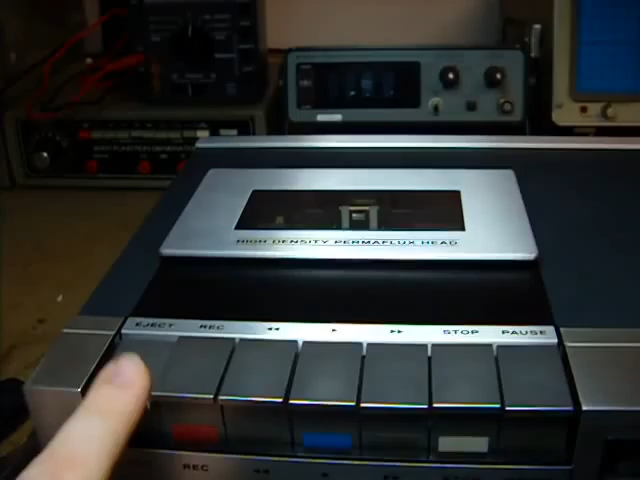 HIGH DENSITY PERMAFLUX HEAD
EJECT REC ◄◄ ► ►► STOP PAUSE
REC ◄◄